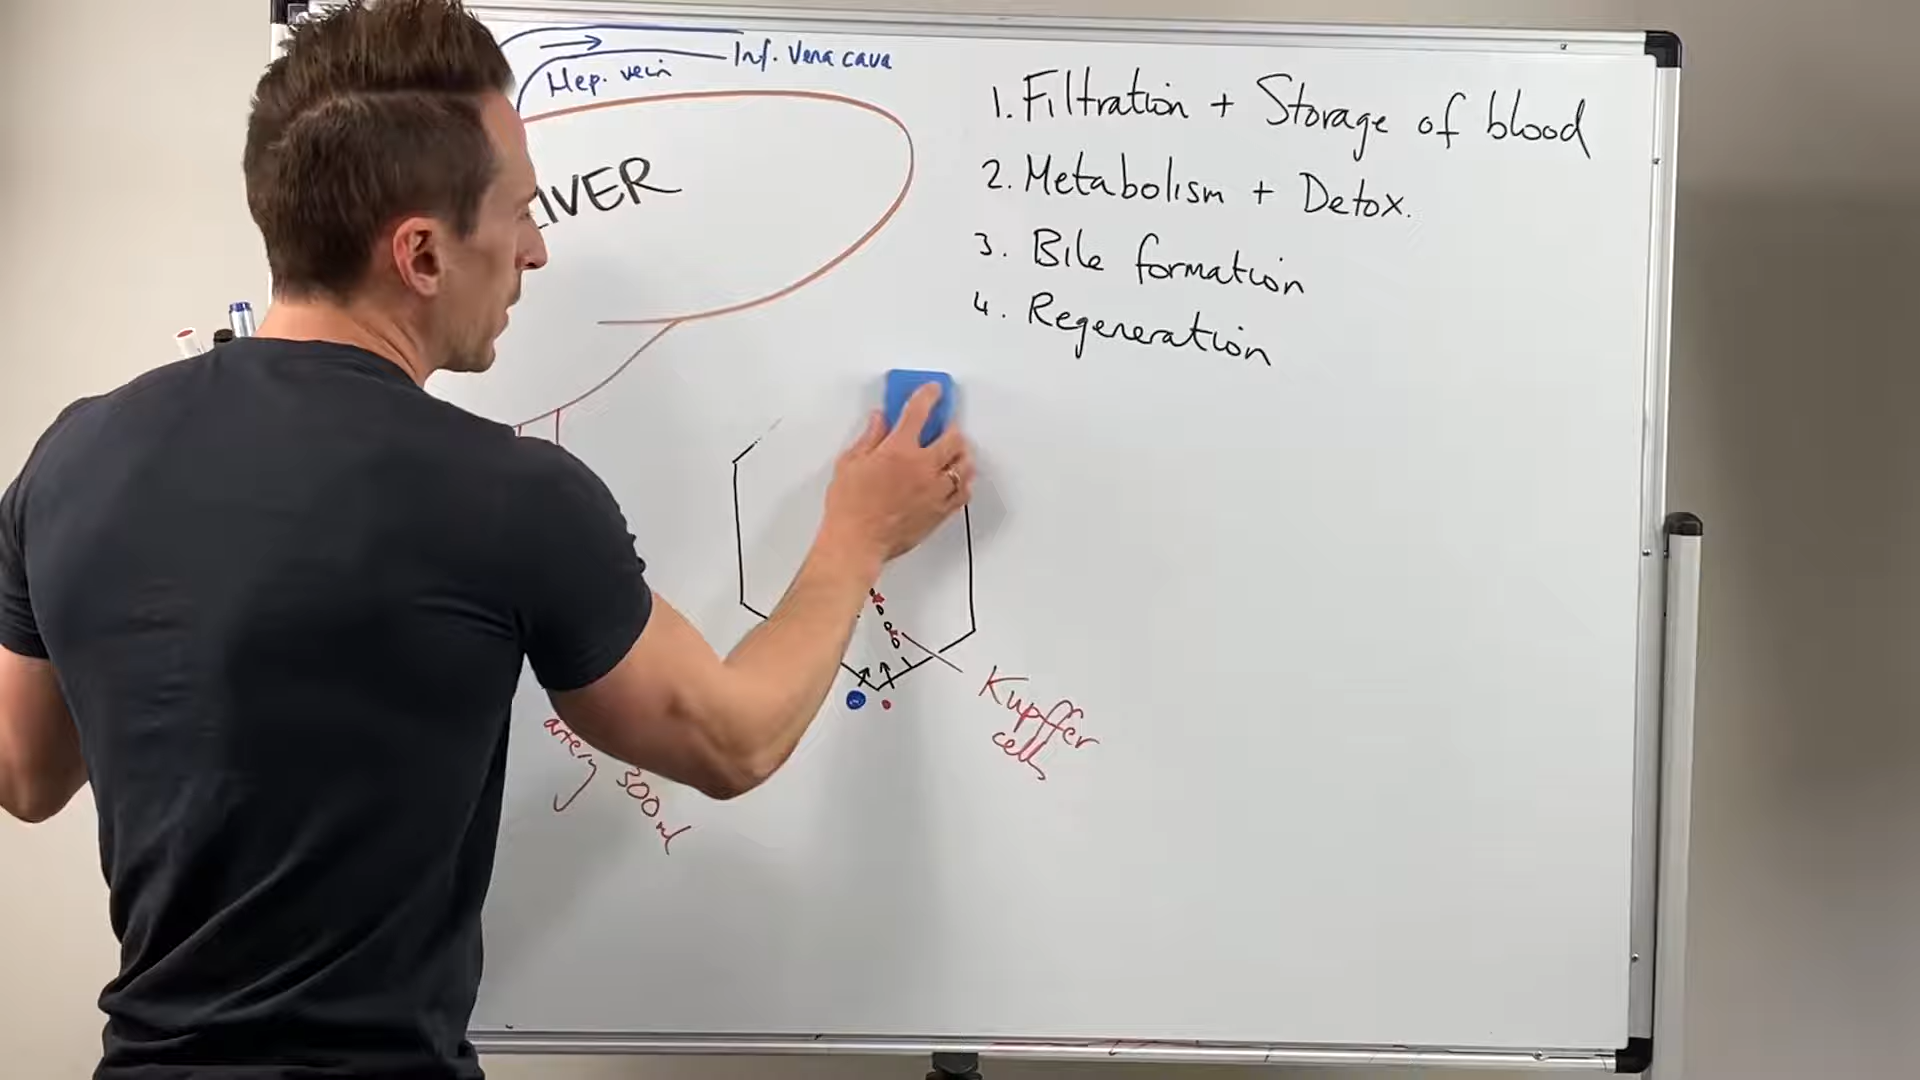 Inf. Vena cava
Hep. vein
IVER
1. Filtration + Storage of blood
2. Metabolism + Detox.
3. Bile formation
4. Regeneration
Kupffer
cells
artery 300ml